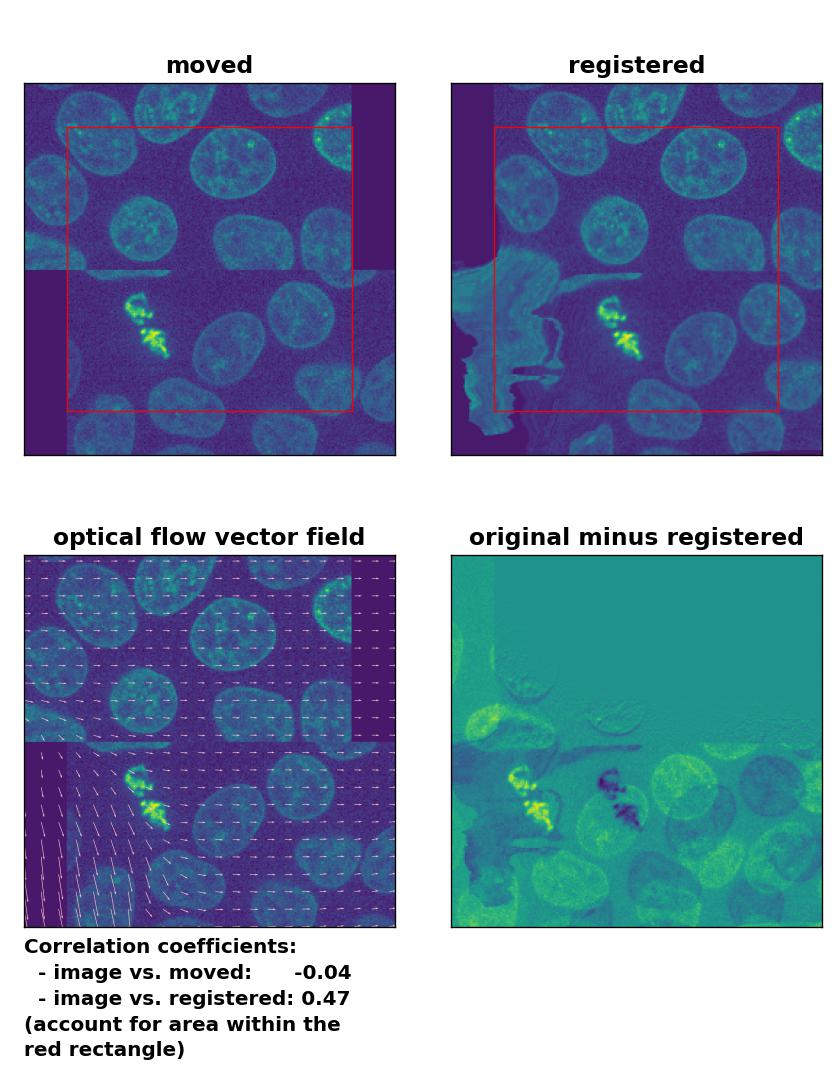 moved
registered
optical flow vector field
original minus registered
Correlation coefficients:
- image vs. moved: -0.04
- image vs. registered: 0.47
(account for area within the
red rectangle)